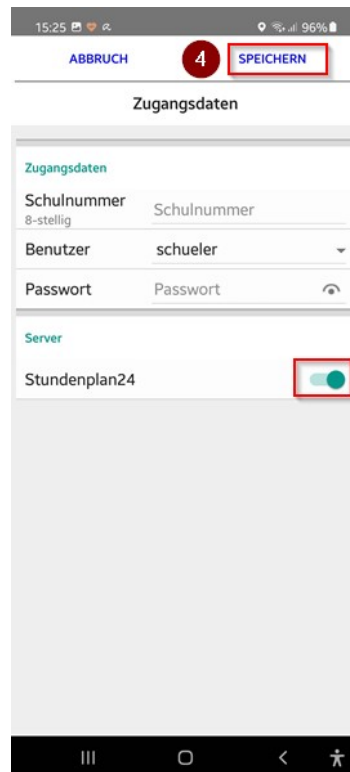 15:25 96%
ABBRUCH 4 SPEICHERN
Zugangsdaten
Zugangsdaten
Schulnummer Schulnummer
8-stellig
Benutzer schueler
Passwort Passwort
Server
Stundenplan24